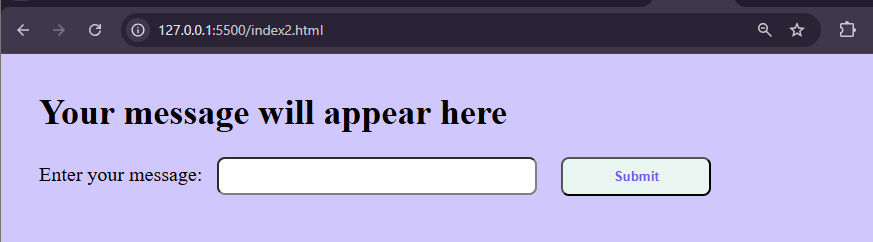 127.0.0.1:5500/index2.html
Your message will appear here
Enter your message:
Submit